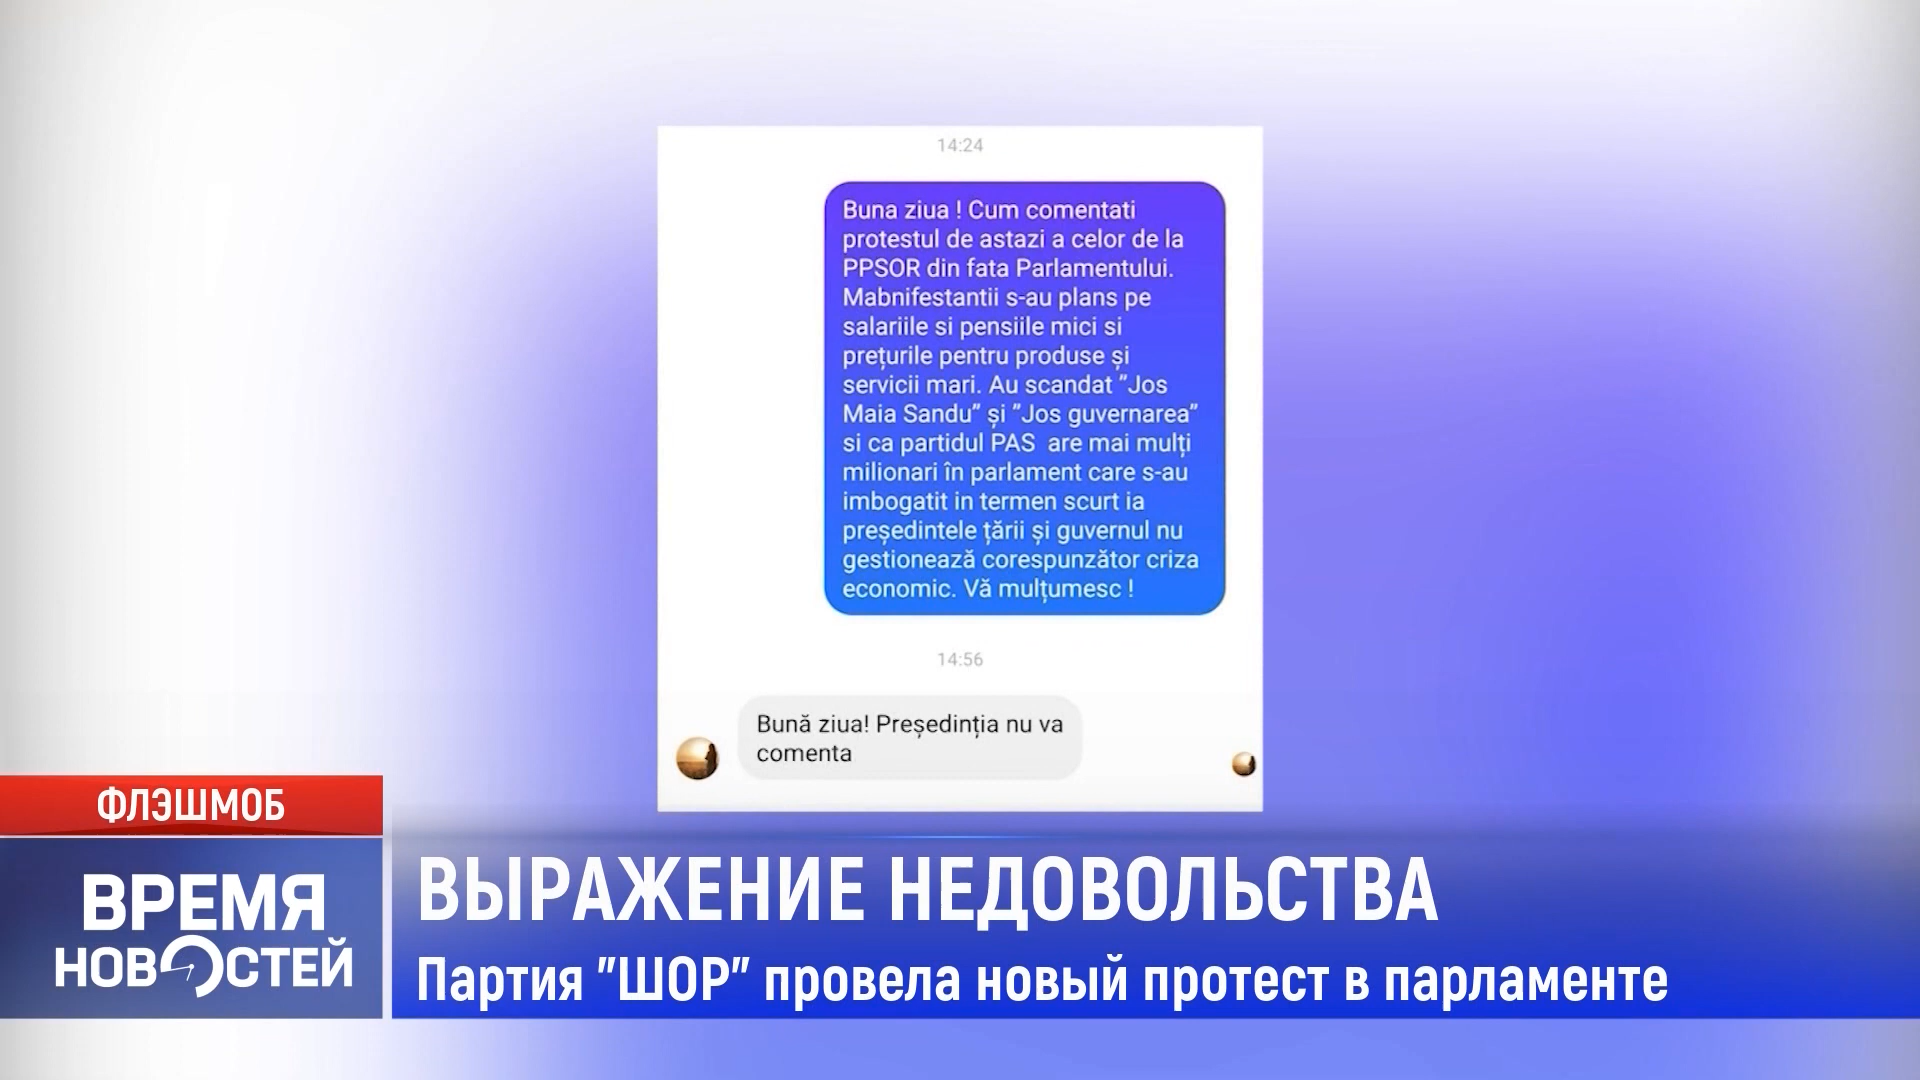 14:24
Buna ziua ! Cum comentati
protestul de astazi a celor de la
PPSOR din fata Parlamentului.
Mabnifestantii s-au plans pe
salariile si pensiile mici si
prețurile pentru produse și
servicii mari. Au scandat ”Jos
Maia Sandu” și ”Jos guvernarea”
si ca partidul PAS  are mai mulți
milionari în parlament care s-au
imbogatit in termen scurt ia
președintele țării și guvernul nu
gestionează corespunzător criza
economic. Vă mulțumesc !
14:56
Bună ziua! Președinția nu va
comenta
ФЛЭШМОБ
ВРЕМЯ
НОВОСТЕЙ
ВЫРАЖЕНИЕ НЕДОВОЛЬСТВА
Партия "ШОР" провела новый протест в парламенте